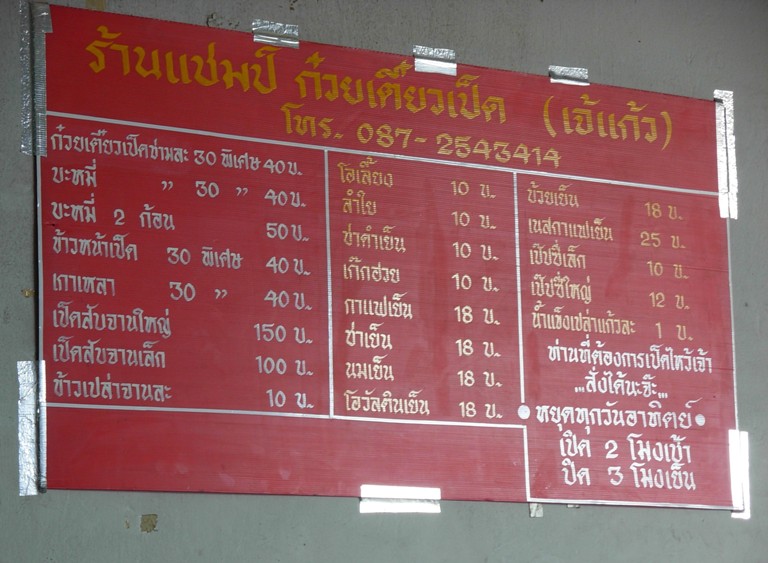 ร้านแชมป์ ก๋วยเตี๊ยวเป็ด (เจ้แก้ว)
โทร. 087-2543414
ก๋วยเตี๊ยวเป็ดชามละ 30 พิเศษ 40 บ.
บะหมี่ " 30 " 40 บ.
บะหมี่ 2 ก้อน 50 บ.
ข้าวหน้าเป็ด 30 พิเศษ 40 บ.
เกาเหลา 30 " 40 บ.
เป็ดสับจานใหญ่ 150 บ.
เป็ดสับจานเล็ก 100 บ.
ข้าวเปล่าจานละ 10 บ.
โอเลี้ยง 10 บ.
ลำใย 10 บ.
ชาดำเย็น 10 บ.
เก๊กฮวย 10 บ.
กาแฟเย็น 18 บ.
ชาเย็น 18 บ.
นมเย็น 18 บ.
โอวัลตินเย็น 18 บ.
บ๊วยเย็น 18 บ.
เนสกาแฟเย็น 25 บ.
เป๊ปซี่เล็ก 10 บ.
เป๊ปซี่ใหญ่ 12 บ.
น้ำแข็งเปล่าแก้วละ 1 บ.
ท่านที่ต้องการเป็ดไหว้เจ้า
...สั่งได้นะจ๊ะ...
หยุดทุกวันอาทิตย์
เปิด 2 โมงเช้า
ปิด 3 โมงเย็น